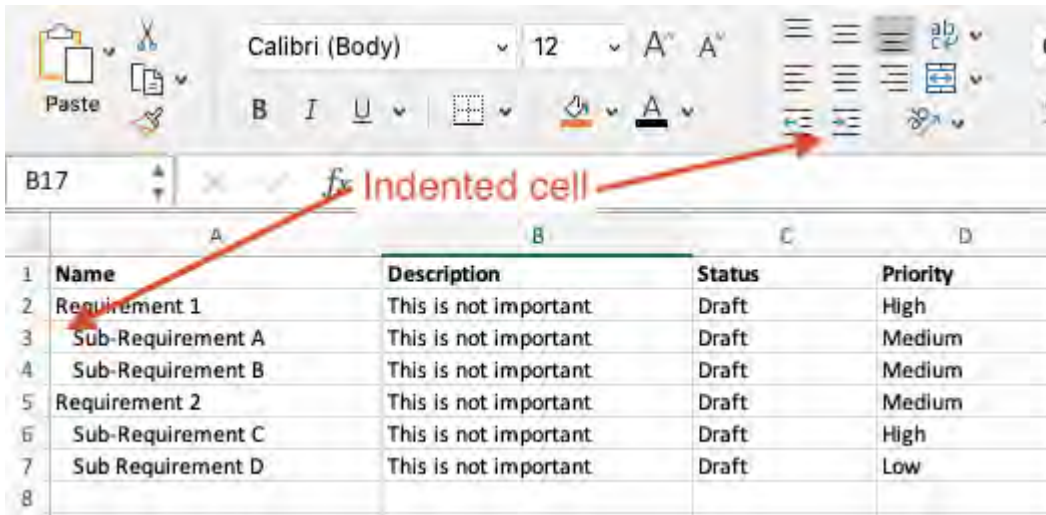 Calibri (Body) 12 A A
ab
Paste B I U A
B17 fx Indented cell
A B C D
1 Name Description Status Priority
2 Requirement 1 This is not important Draft High
3 Sub-Requirement A This is not important Draft Medium
4 Sub-Requirement B This is not important Draft Medium
5 Requirement 2 This is not important Draft Medium
6 Sub-Requirement C This is not important Draft High
7 Sub Requirement D This is not important Draft Low
8